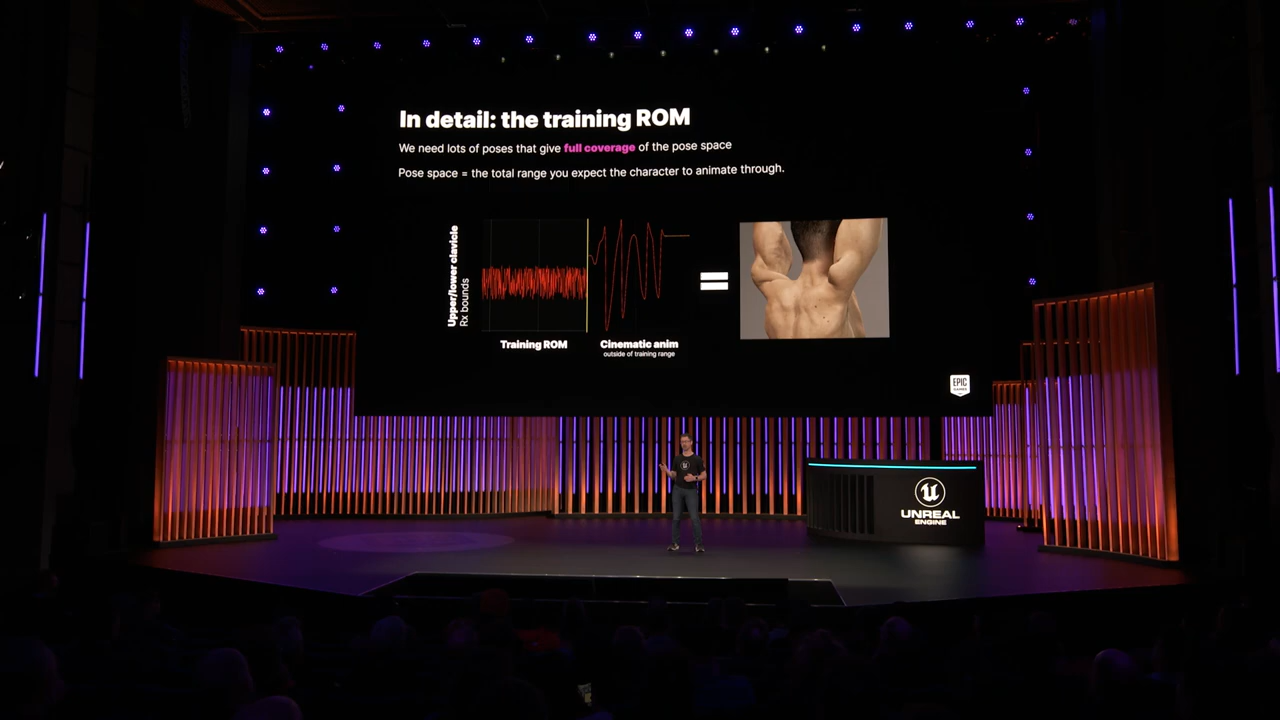 In detail: the training ROM
We need lots of poses that give full coverage of the pose space
Pose space = the total range you expect the character to animate through.
Upper/lower clavicle
Rx bounds
Training ROM
Cinematic anim
outside of training range
EPIC
GAMES
UNREAL
ENGINE